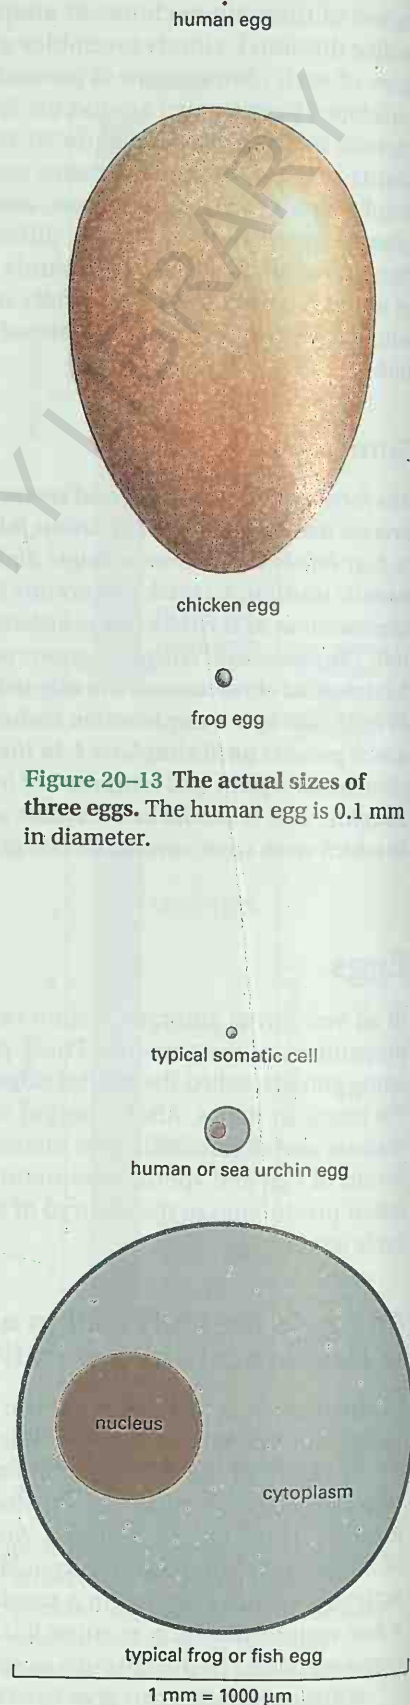 human egg
Y LIBRARY
chicken egg
frog egg
Figure 20–13 The actual sizes of
three eggs. The human egg is 0.1 mm
in diameter.
typical somatic cell
human or sea urchin egg
nucleus
cytoplasm
typical frog or fish egg
1 mm = 1000 μm